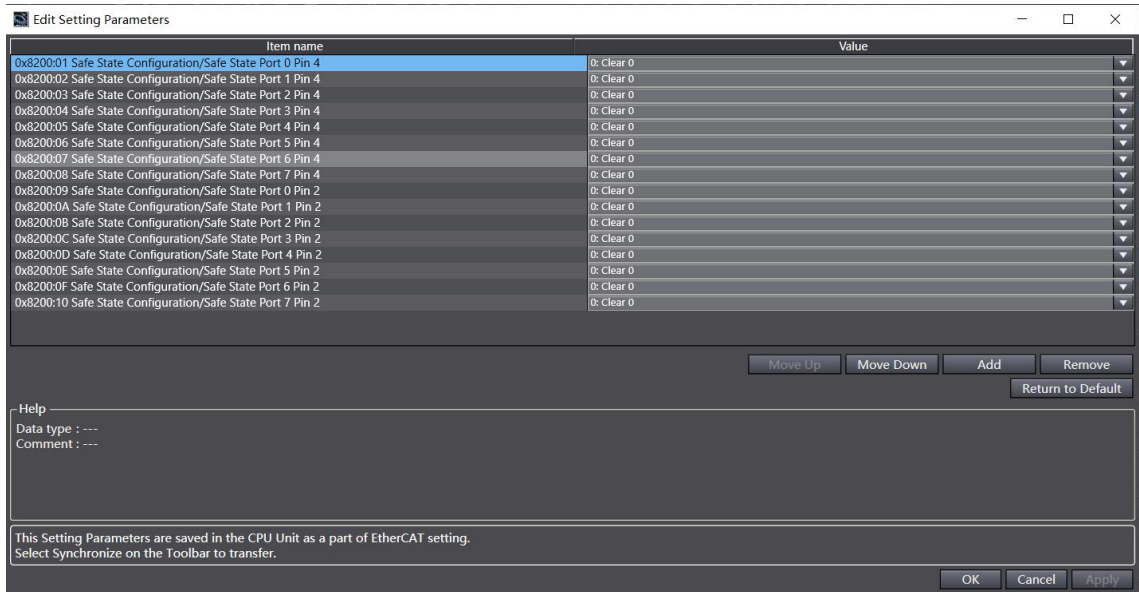 Edit Setting Parameters
Item name Value
0x8200:01 Safe State Configuration/Safe State Port 0 Pin 4 0: Clear 0
0x8200:02 Safe State Configuration/Safe State Port 1 Pin 4 0: Clear 0
0x8200:03 Safe State Configuration/Safe State Port 2 Pin 4 0: Clear 0
0x8200:04 Safe State Configuration/Safe State Port 3 Pin 4 0: Clear 0
0x8200:05 Safe State Configuration/Safe State Port 4 Pin 4 0: Clear 0
0x8200:06 Safe State Configuration/Safe State Port 5 Pin 4 0: Clear 0
0x8200:07 Safe State Configuration/Safe State Port 6 Pin 4 0: Clear 0
0x8200:08 Safe State Configuration/Safe State Port 7 Pin 4 0: Clear 0
0x8200:09 Safe State Configuration/Safe State Port 0 Pin 2 0: Clear 0
0x8200:0A Safe State Configuration/Safe State Port 1 Pin 2 0: Clear 0
0x8200:0B Safe State Configuration/Safe State Port 2 Pin 2 0: Clear 0
0x8200:0C Safe State Configuration/Safe State Port 3 Pin 2 0: Clear 0
0x8200:0D Safe State Configuration/Safe State Port 4 Pin 2 0: Clear 0
0x8200:0E Safe State Configuration/Safe State Port 5 Pin 2 0: Clear 0
0x8200:0F Safe State Configuration/Safe State Port 6 Pin 2 0: Clear 0
0x8200:10 Safe State Configuration/Safe State Port 7 Pin 2 0: Clear 0
Move Up Move Down Add Remove
Return to Default
Help
Data type : ---
Comment : ---
This Setting Parameters are saved in the CPU Unit as a part of EtherCAT setting.
Select Synchronize on the Toolbar to transfer.
OK Cancel Apply